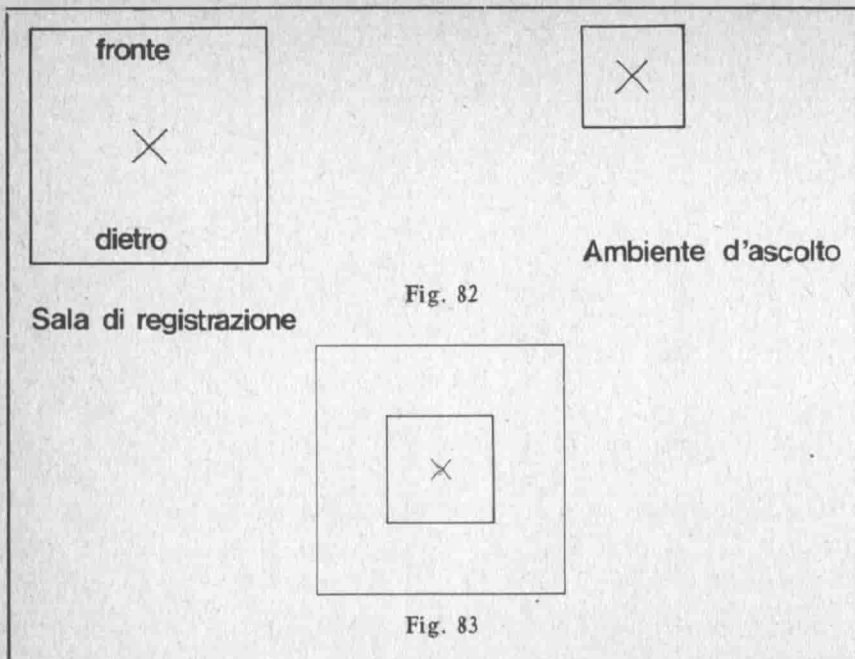 fronte
dietro
Ambiente d'ascolto
Fig. 82
Sala di registrazione
Fig. 83